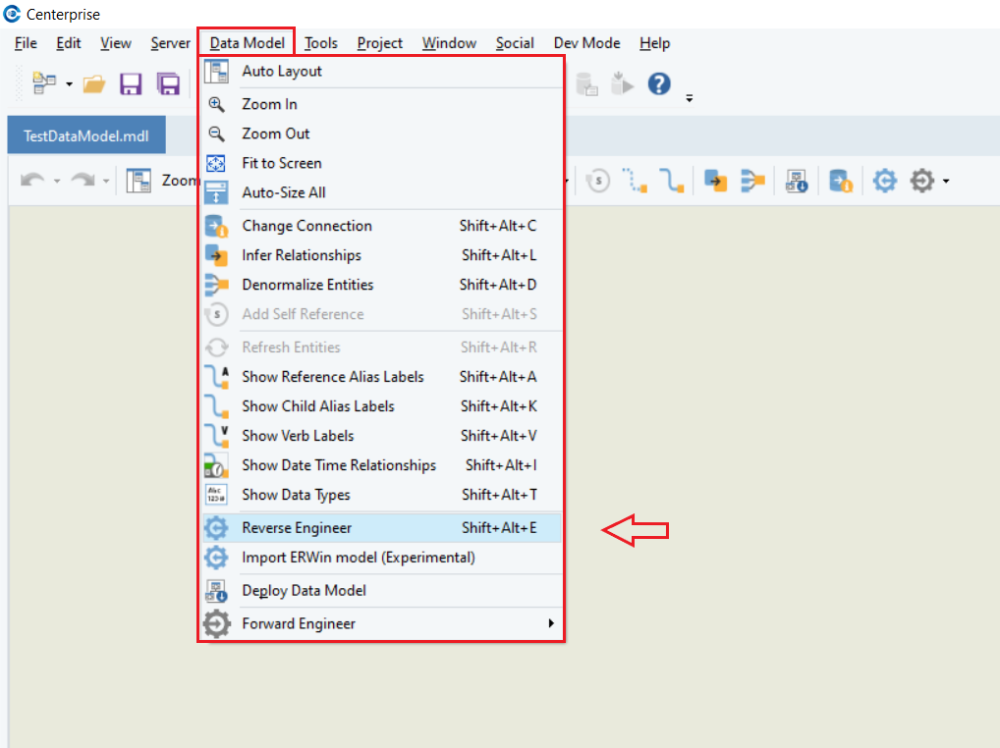 Centerprise
File Edit View Server Data Model Tools Project Window Social Dev Mode Help
TestDataModel.mdl
Zoom
Auto Layout
Zoom In
Zoom Out
Fit to Screen
Auto-Size All
Change Connection Shift+Alt+C
Infer Relationships Shift+Alt+L
Denormalize Entities Shift+Alt+D
Add Self Reference Shift+Alt+S
Refresh Entities Shift+Alt+R
Show Reference Alias Labels Shift+Alt+A
Show Child Alias Labels Shift+Alt+K
Show Verb Labels Shift+Alt+V
Show Date Time Relationships Shift+Alt+I
Show Data Types Shift+Alt+T
Reverse Engineer Shift+Alt+E
Import ERWin model (Experimental)
Deploy Data Model
Forward Engineer